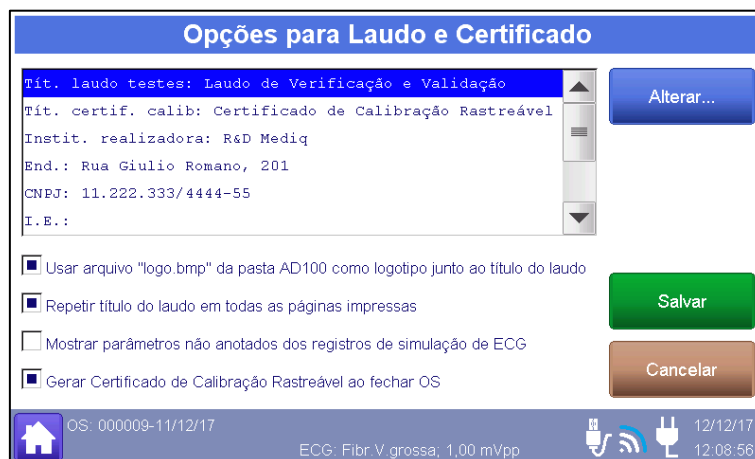 Opções para Laudo e Certificado
Tít. laudo testes: Laudo de Verificação e Validação
Tít. certif. calib: Certificado de Calibração Rastreável
Instit. realizadora: R&D Mediq
End.: Rua Giulio Romano, 201
CNPJ: 11.222.333/4444-55
I.E.:
Alterar...
Usar arquivo "logo.bmp" da pasta AD100 como logotipo junto ao título do laudo
Repetir título do laudo em todas as páginas impressas
Mostrar parâmetros não anotados dos registros de simulação de ECG
Gerar Certificado de Calibração Rastreável ao fechar OS
Salvar
Cancelar
OS: 000009-11/12/17
ECG: Fibr.V.grossa; 1,00 mVpp
12/12/17
12:08:56